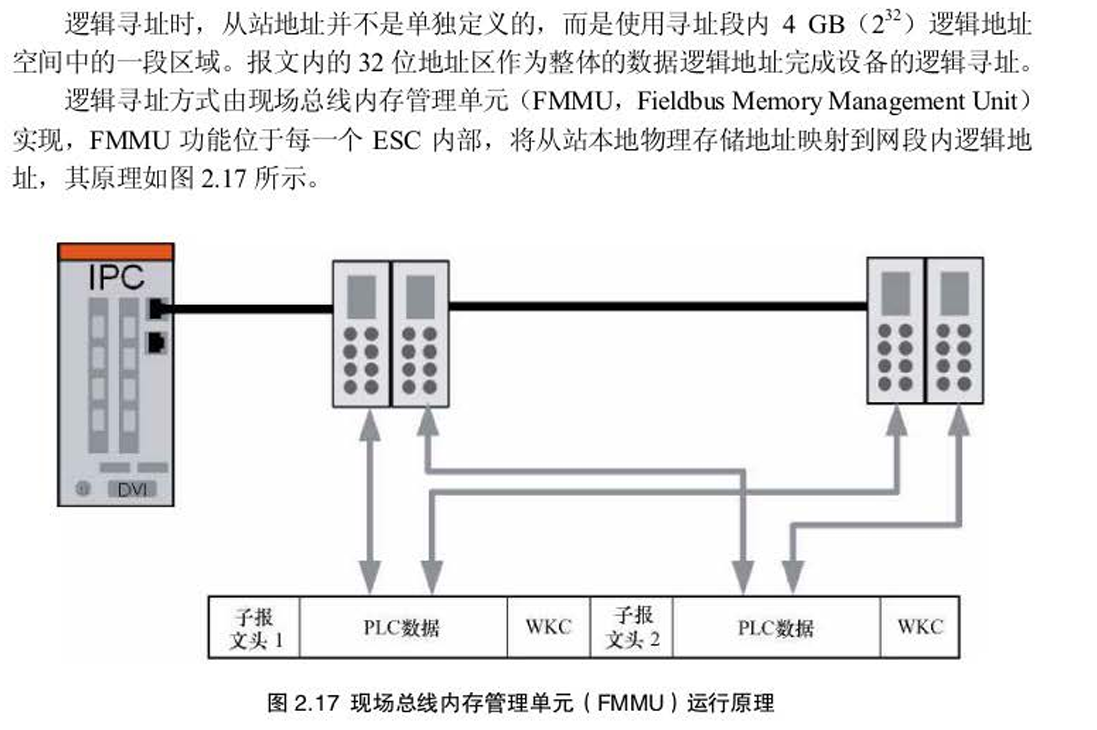 逻辑寻址时，从站地址并不是单独定义的，而是使用寻址段内 4 GB（2³²）逻辑地址
空间中的一段区域。报文内的 32 位地址区作为整体的数据逻辑地址完成设备的逻辑寻址。
逻辑寻址方式由现场总线内存管理单元（FMMU，Fieldbus Memory Management Unit）
实现，FMMU 功能位于每一个 ESC 内部，将从站本地物理存储地址映射到网段内逻辑地
址，其原理如图 2.17 所示。
IPC
DVI
子报
文头 1
PLC数据
WKC
子报
文头 2
PLC数据
WKC
图 2.17 现场总线内存管理单元（FMMU）运行原理